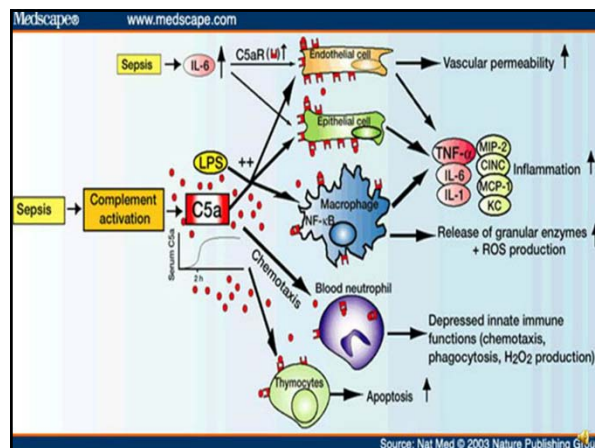 Medscape® www.medscape.com
Sepsis
IL-6
C5aR
Endothelial cell
Vascular permeability
Epithelial cell
LPS
++
TNF-α
MIP-2
CINC
MCP-1
KC
IL-6
IL-1
Inflammation
Sepsis
Complement
activation
C5a
Macrophage
NF-κB
Release of granular enzymes
+ ROS production
Serum C5a
2 h
Chemotaxis
Blood neutrophil
Depressed innate immune
functions (chemotaxis,
phagocytosis, H₂O₂ production)
Thymocytes
Apoptosis
Source: Nat Med © 2003 Nature Publishing